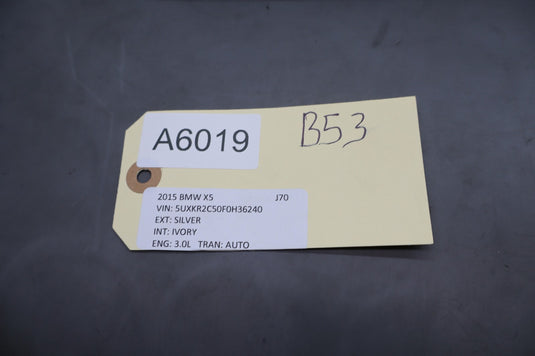 A6019
B53
2015 BMW X5 J70
VIN: 5UXKR2C50F0H36240
EXT: SILVER
INT: IVORY
ENG: 3.0L TRAN: AUTO